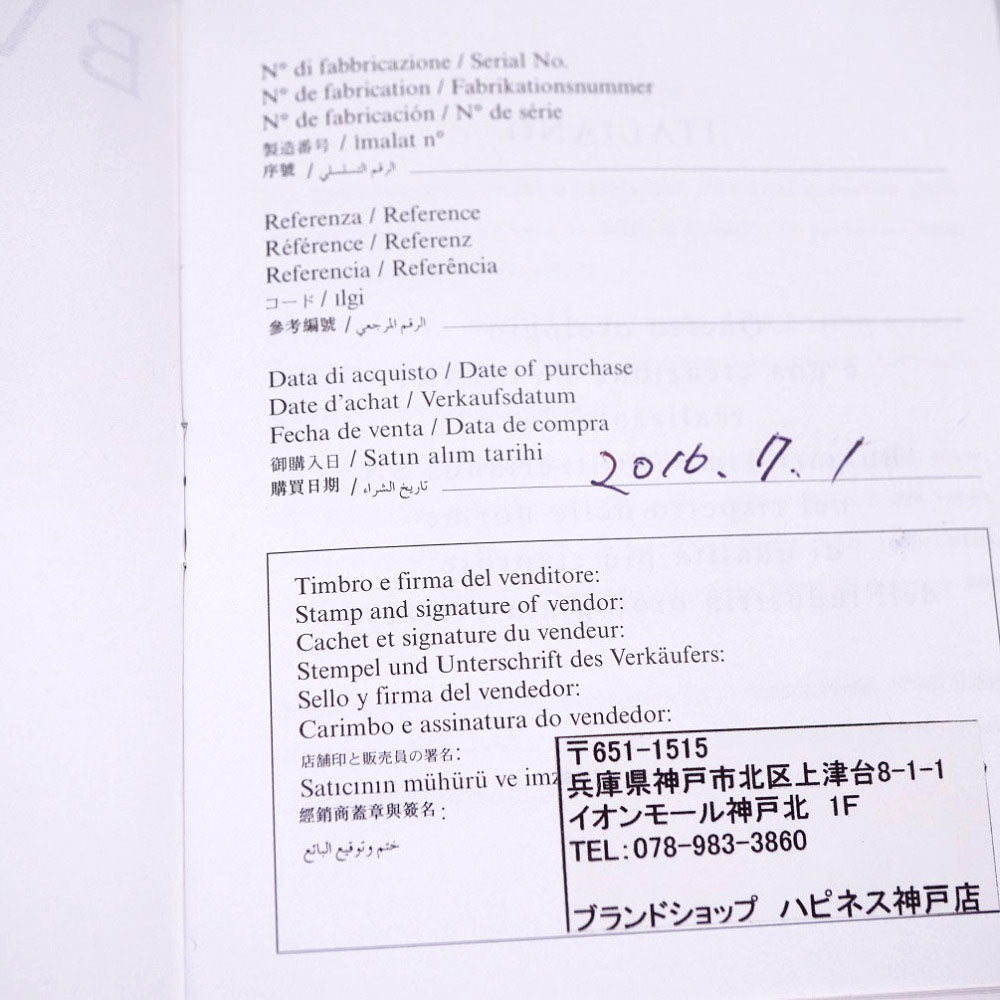 N° di fabbricazione / Serial No.
N° de fabrication / Fabrikationsnummer
N° de fabricación / N° de série
製造番号 / imalat n°
序號 / الرقم التسلسلي
Referenza / Reference
Référence / Referenz
Referencia / Referência
コード / ılgi
參考編號 / الرقم المرجعي
Data di acquisto / Date of purchase
Date d'achat / Verkaufsdatum
Fecha de venta / Data de compra
御購入日 / Satın alım tarihi
購買日期 / تاريخ الشراء 2016.7.1
Timbro e firma del venditore:
Stamp and signature of vendor:
Cachet et signature du vendeur:
Stempel und Unterschrift des Verkäufers:
Sello y firma del vendedor:
Carimbo e assinatura do vendedor:
店舗印と販売員の署名:
Satıcının mühürü ve imz
經銷商蓋章與簽名:
ختم وتوقيع البائع
〒651-1515
兵庫県神戸市北区上津台8-1-1
イオンモール神戸北 1F
TEL:078-983-3860
ブランドショップ ハピネス神戸店